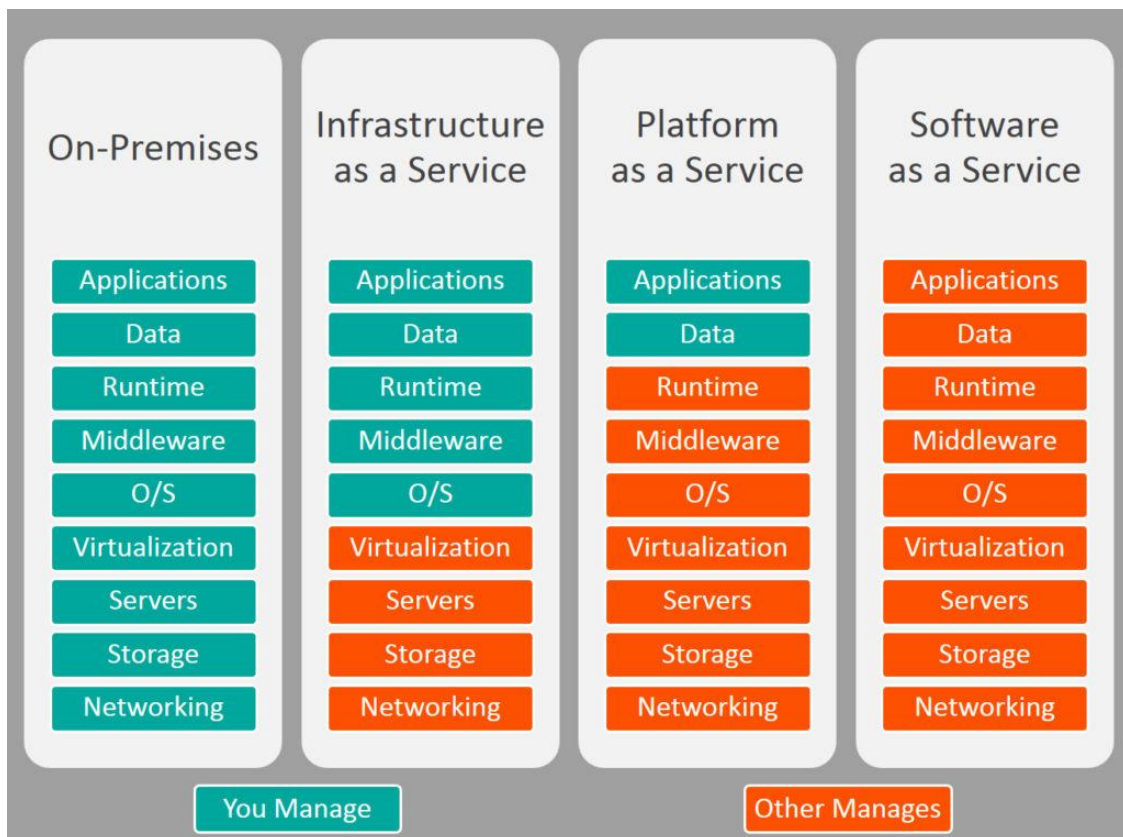 On-Premises
Applications
Data
Runtime
Middleware
O/S
Virtualization
Servers
Storage
Networking
Infrastructure
as a Service
Applications
Data
Runtime
Middleware
O/S
Virtualization
Servers
Storage
Networking
Platform
as a Service
Applications
Data
Runtime
Middleware
O/S
Virtualization
Servers
Storage
Networking
Software
as a Service
Applications
Data
Runtime
Middleware
O/S
Virtualization
Servers
Storage
Networking
You Manage
Other Manages